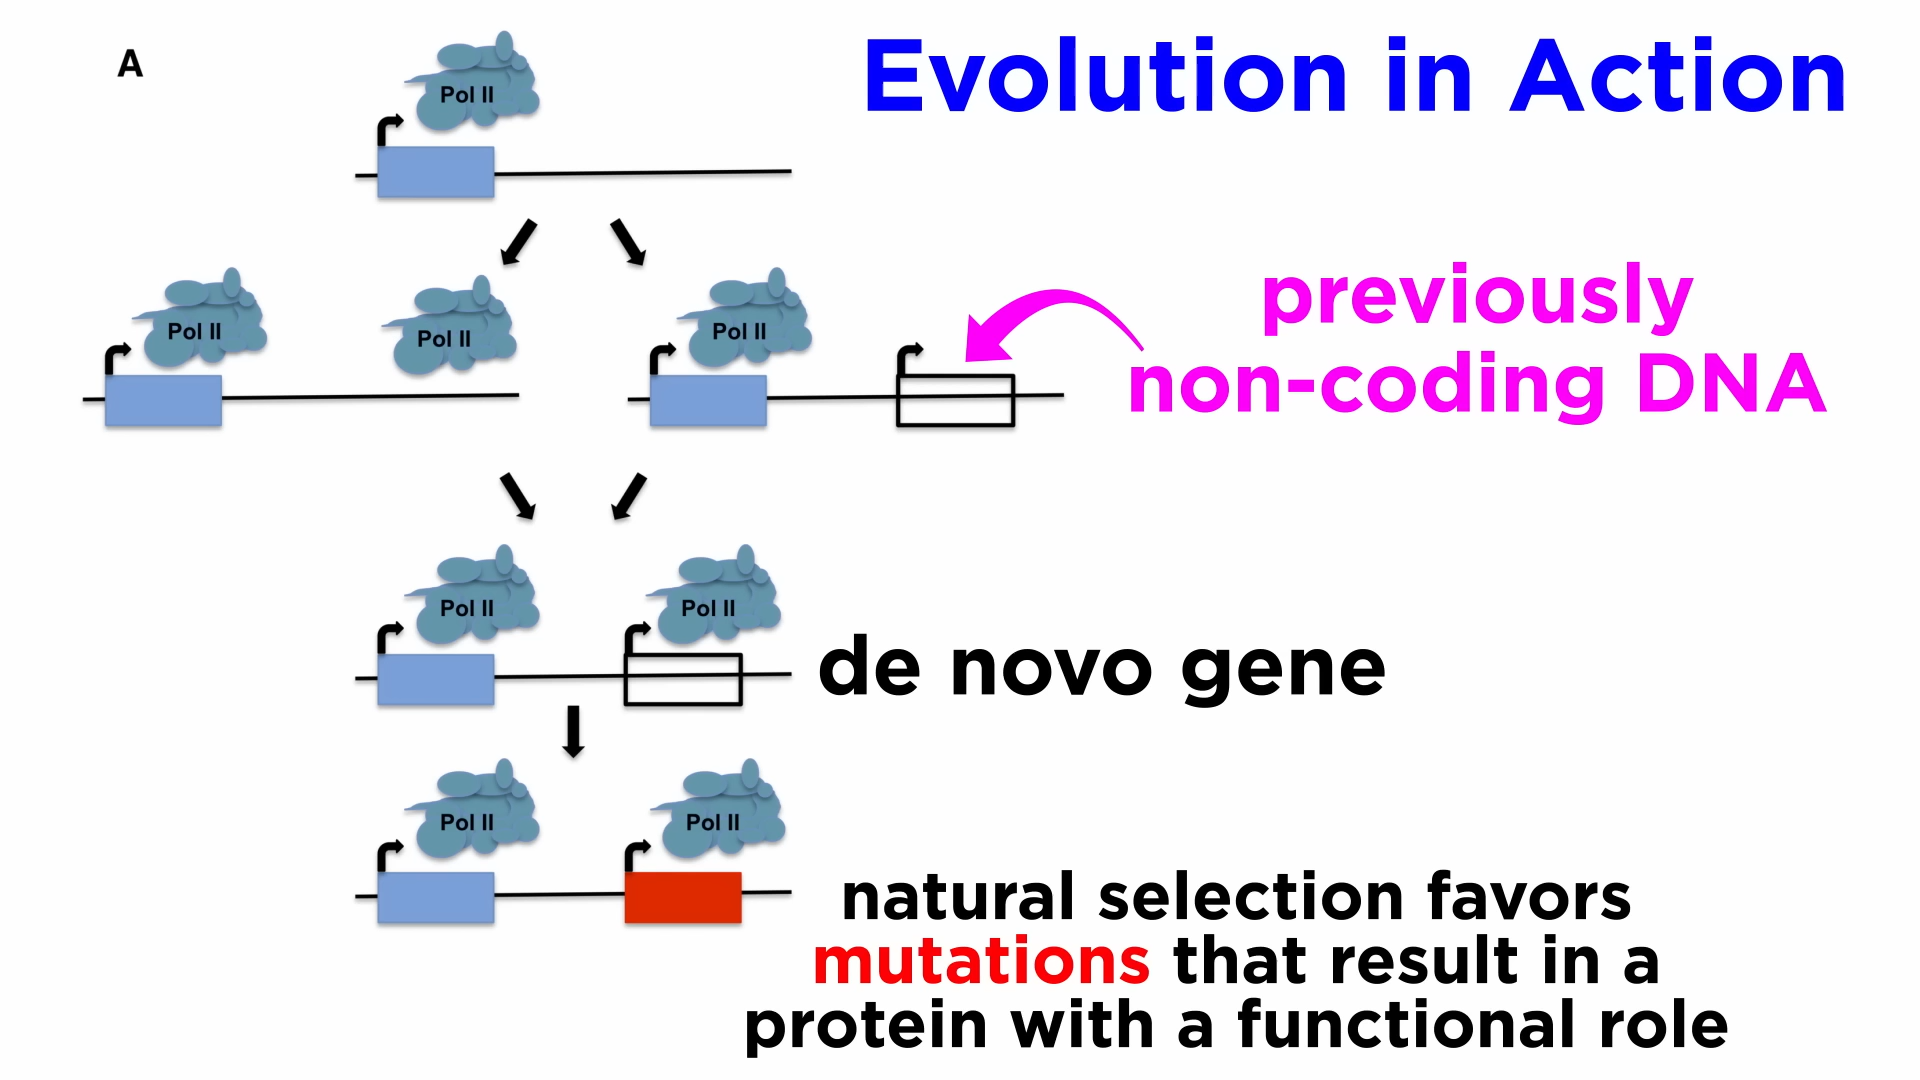 A
Evolution in Action
Pol II
Pol II
Pol II
Pol II
previously
non-coding DNA
Pol II
Pol II
de novo gene
Pol II
Pol II
natural selection favors
mutations that result in a
protein with a functional role